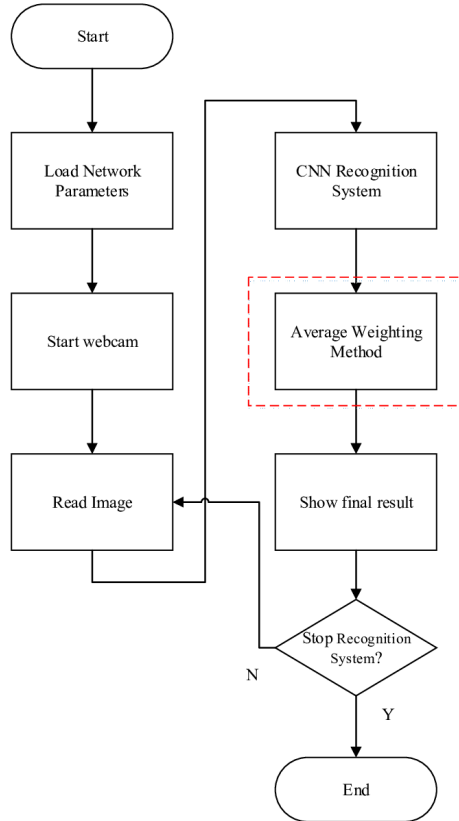 Start
Load Network
Parameters
Start webcam
Read Image
CNN Recognition
System
Average Weighting
Method
Show final result
Stop Recognition
System?
N
Y
End